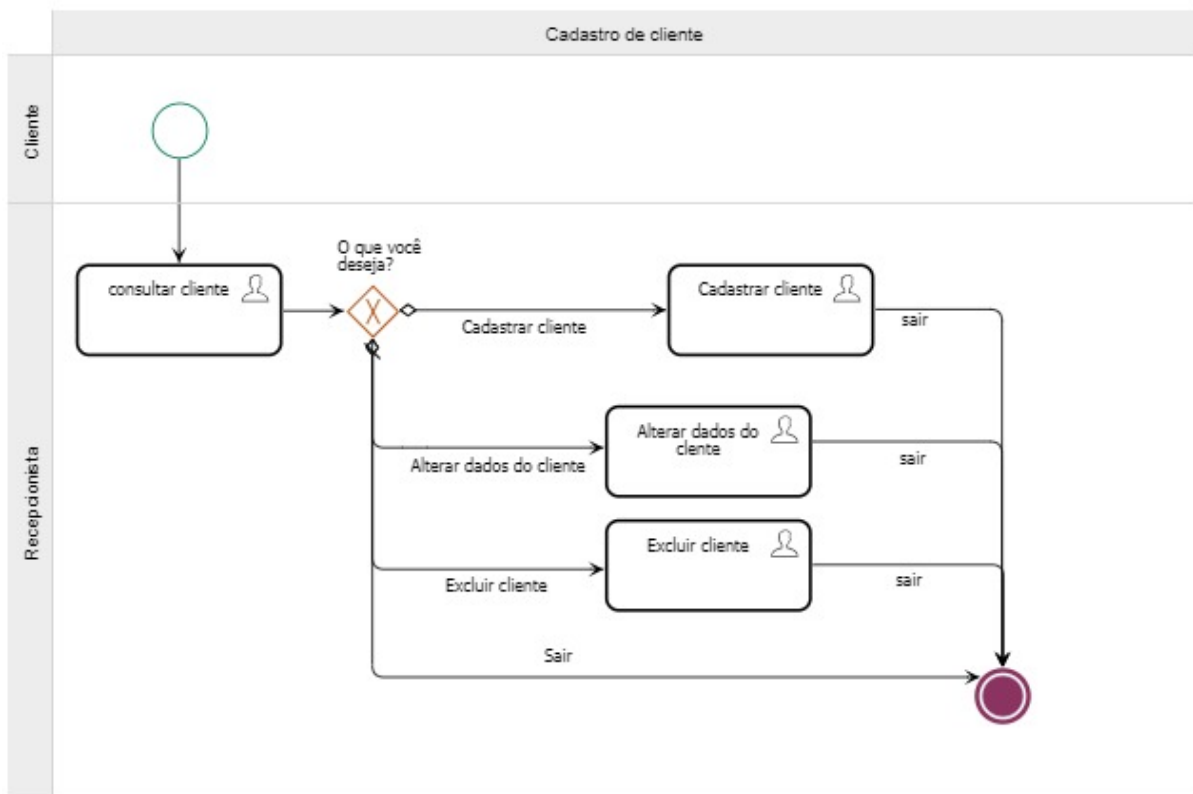 Cadastro de cliente
Cliente
Recepcionista
O que você
deseja?
consultar cliente
Cadastrar cliente
Cadastrar cliente
sair
Alterar dados do
clente
Alterar dados do cliente
sair
Excluir cliente
Excluir cliente
sair
Sair